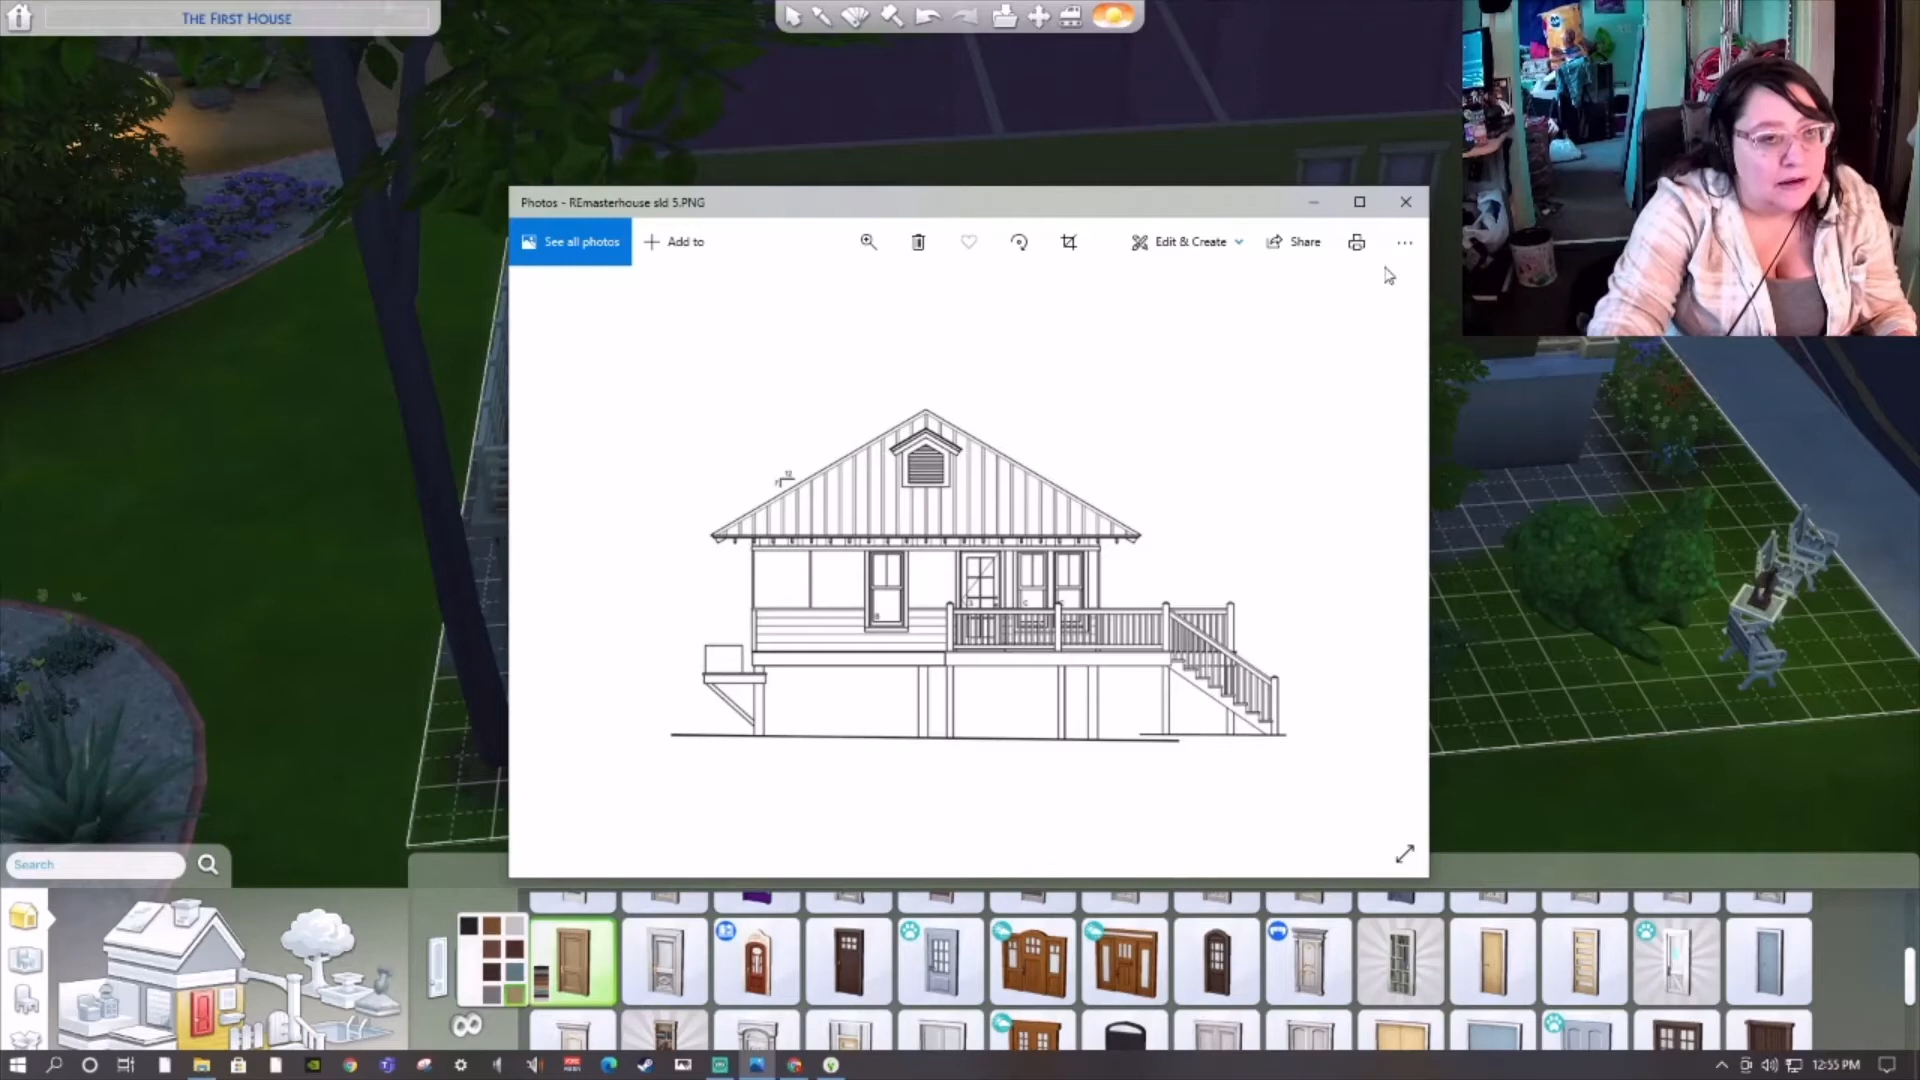 THE FIRST HOUSE
Photos - REmasterhouse sld 5.PNG
See all photos
Add to
Edit & Create
Share
12
Search
12:55 PM